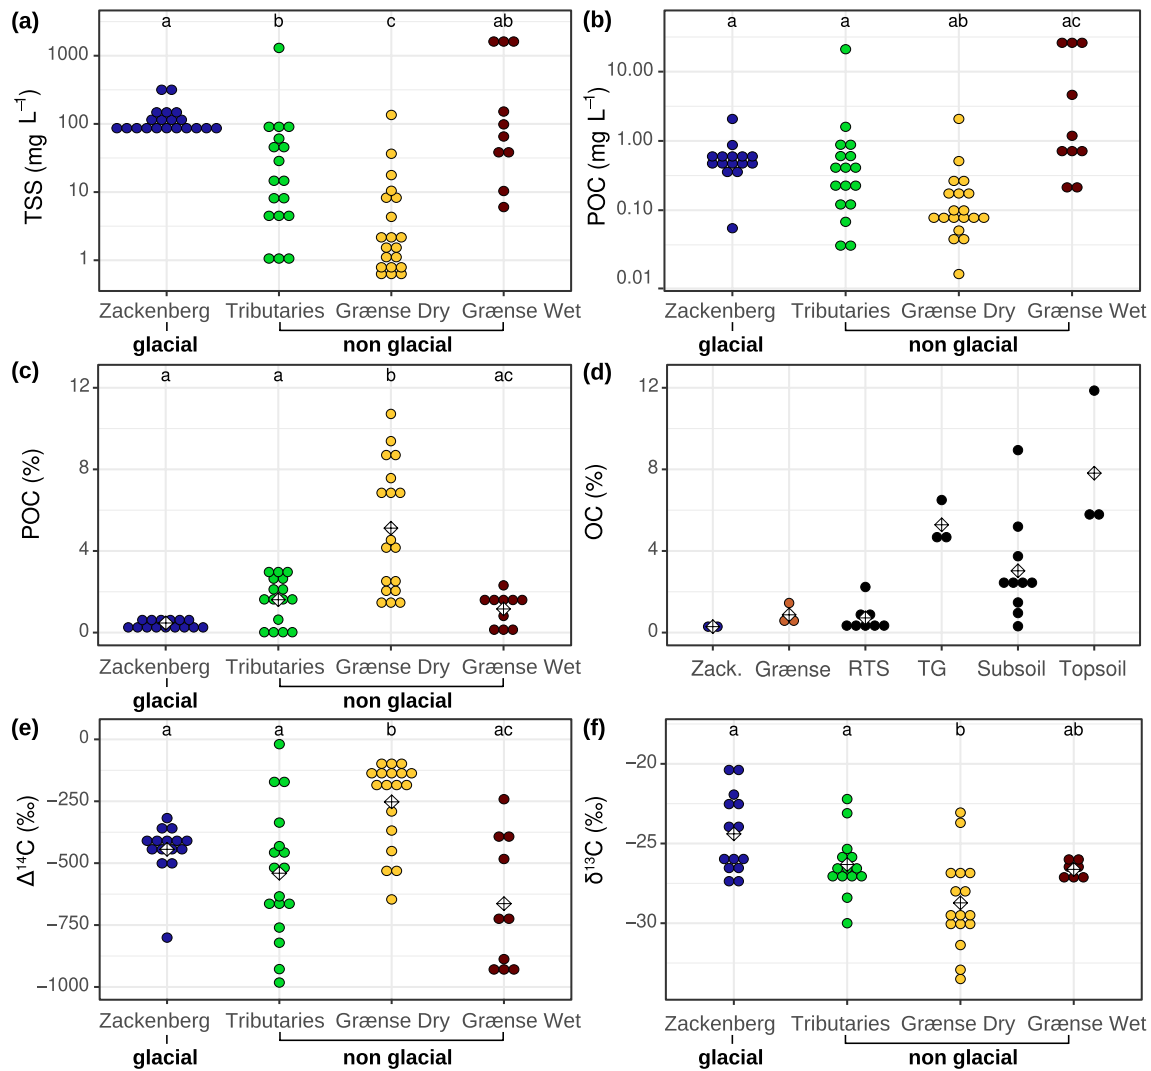 (a)
a b c ab
1000
100
10
1
TSS (mg L⁻¹)
Zackenberg Tributaries Grænse Dry Grænse Wet
glacial non glacial
(b)
a a ab ac
10.00
1.00
0.10
0.01
POC (mg L⁻¹)
Zackenberg Tributaries Grænse Dry Grænse Wet
glacial non glacial
(c)
a a b ac
12
8
4
0
POC (%)
Zackenberg Tributaries Grænse Dry Grænse Wet
glacial non glacial
(d)
12
8
4
0
OC (%)
Zack. Grænse RTS TG Subsoil Topsoil
(e)
a a b ac
0
−250
−500
−750
−1000
Δ¹⁴C (‰)
Zackenberg Tributaries Grænse Dry Grænse Wet
glacial non glacial
(f)
a a b ab
−20
−25
−30
δ¹³C (‰)
Zackenberg Tributaries Grænse Dry Grænse Wet
glacial non glacial